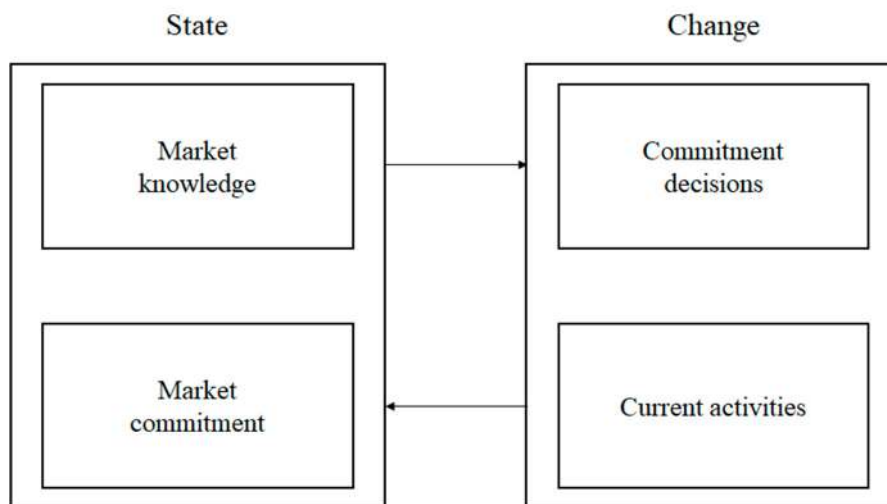 State
Change
Market
knowledge
Commitment
decisions
Market
commitment
Current activities